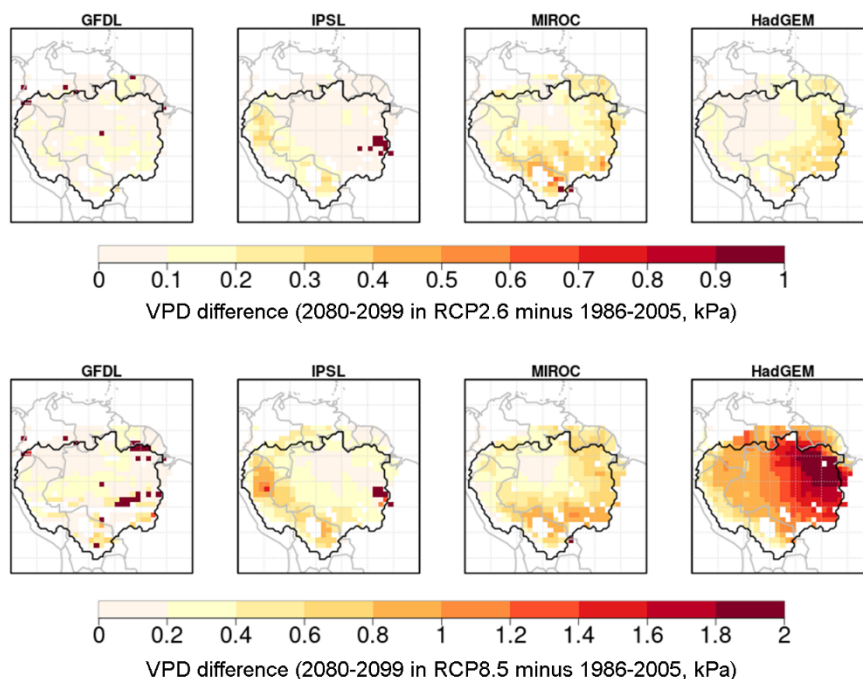 GFDL IPSL MIROC HadGEM
0 0.1 0.2 0.3 0.4 0.5 0.6 0.7 0.8 0.9 1
VPD difference (2080-2099 in RCP2.6 minus 1986-2005, kPa)
GFDL IPSL MIROC HadGEM
0 0.2 0.4 0.6 0.8 1 1.2 1.4 1.6 1.8 2
VPD difference (2080-2099 in RCP8.5 minus 1986-2005, kPa)